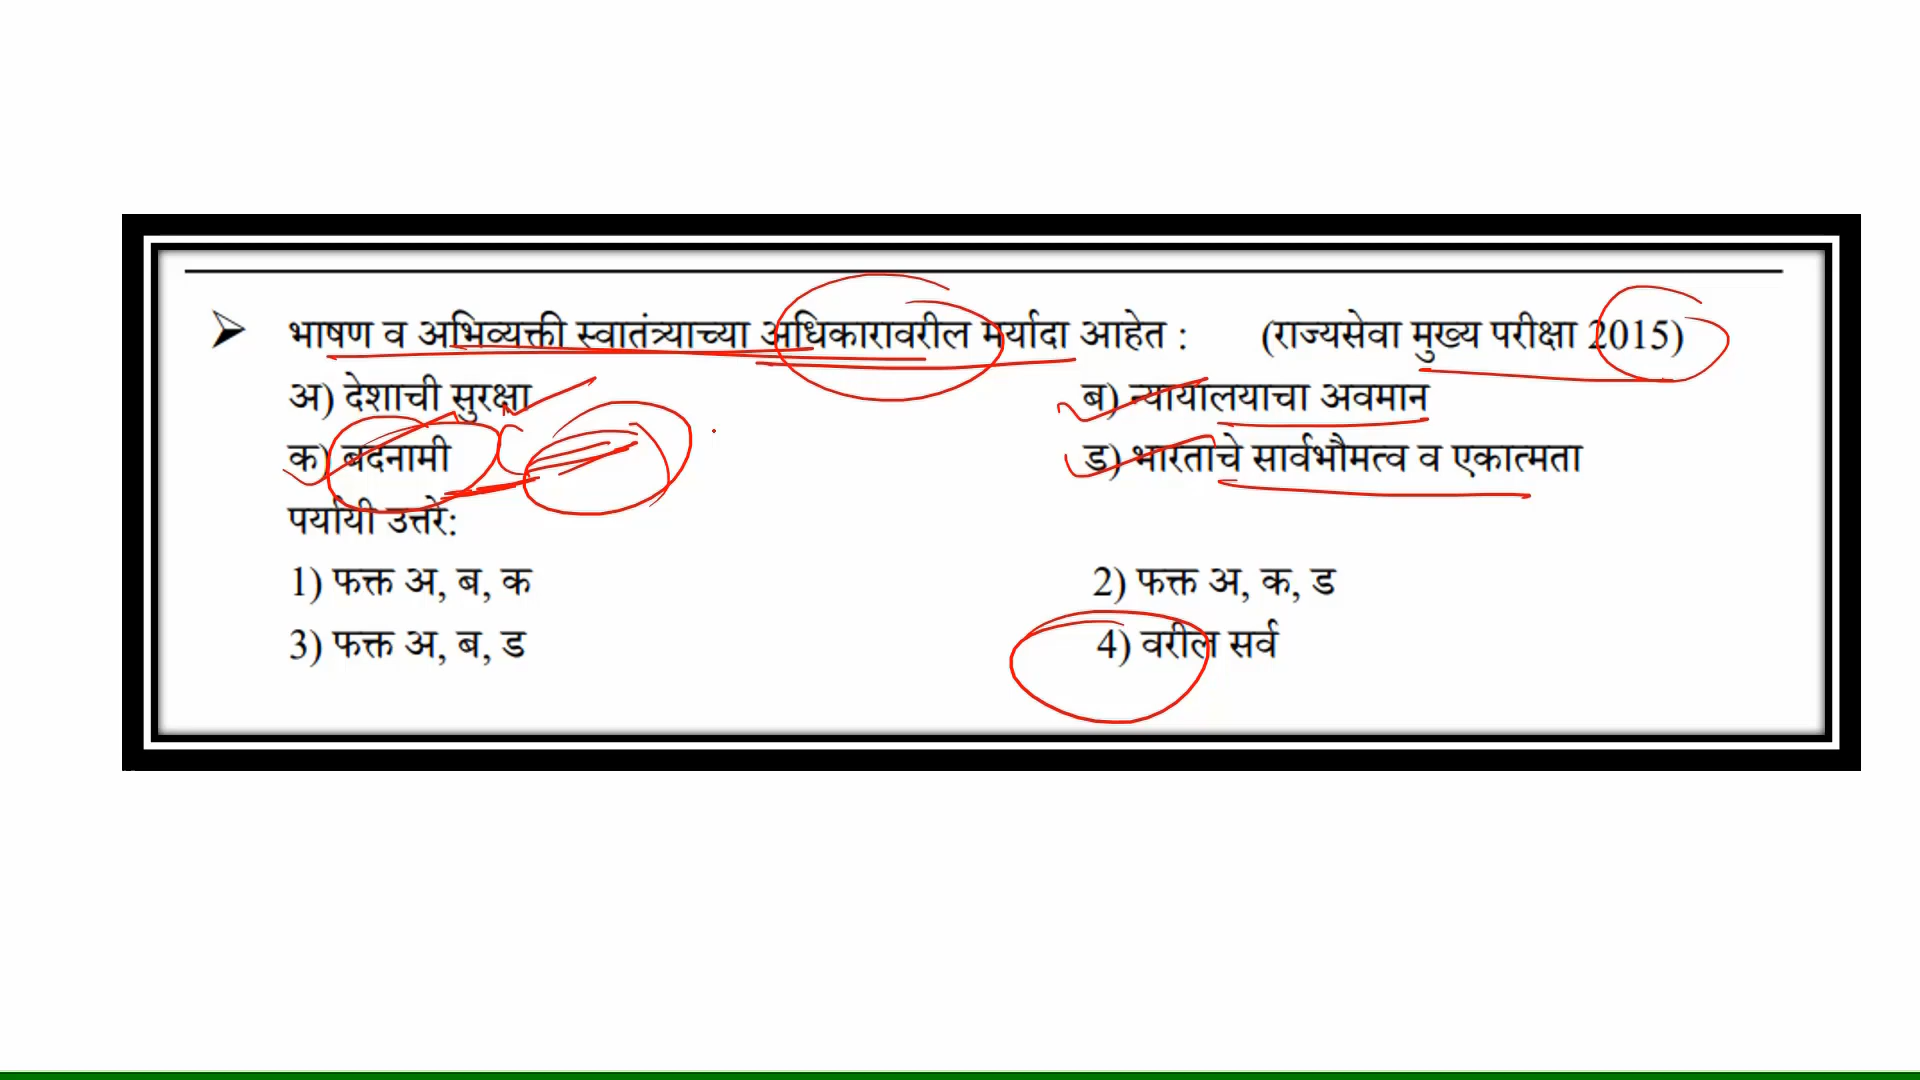 भाषण व अभिव्यक्ती स्वातंत्र्याच्या अधिकारावरील मर्यादा आहेत : (राज्यसेवा मुख्य परीक्षा 2015)
अ) देशाची सुरक्षा ब) न्यायालयाचा अवमान
क) बदनामी ड) भारताचे सार्वभौमत्व व एकात्मता
पर्यायी उत्तरे:
1) फक्त अ, ब, क 2) फक्त अ, क, ड
3) फक्त अ, ब, ड 4) वरील सर्व